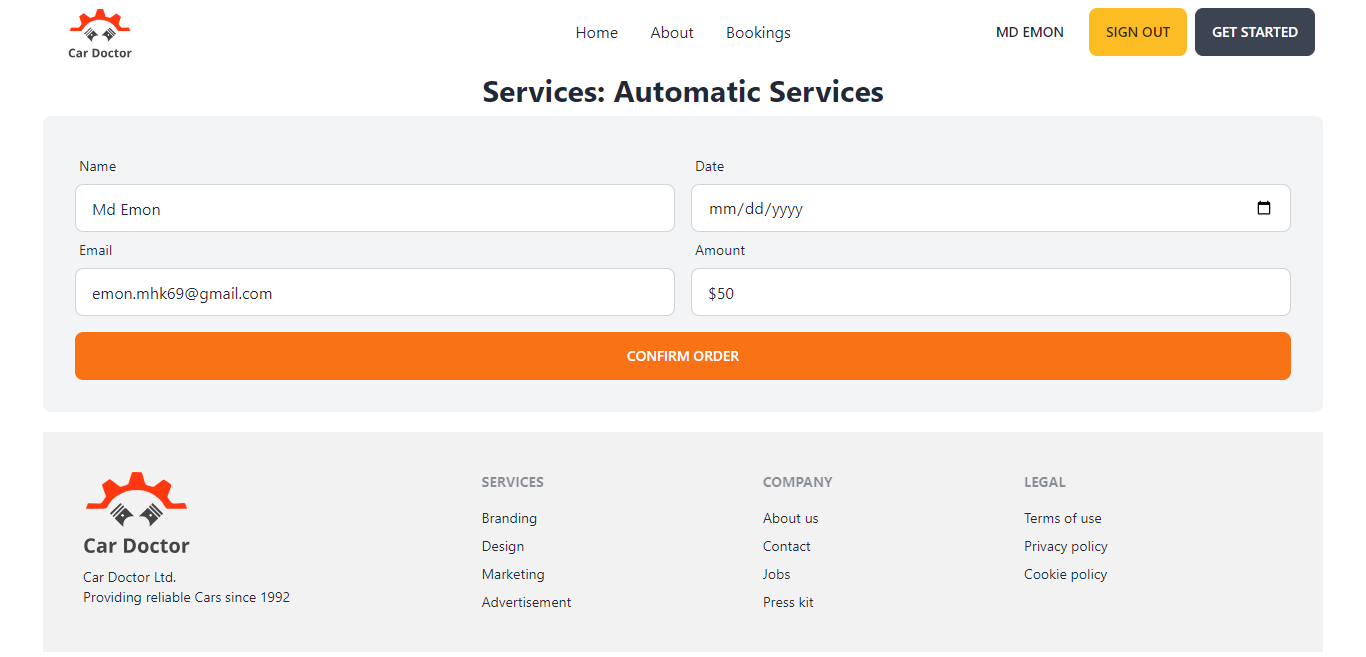 Car Doctor
Home About Bookings
MD EMON SIGN OUT GET STARTED
Services: Automatic Services
Name
Md Emon
Date
mm/dd/yyyy
Email
emon.mhk69@gmail.com
Amount
$50
CONFIRM ORDER
Car Doctor
Car Doctor Ltd.
Providing reliable Cars since 1992
SERVICES
Branding
Design
Marketing
Advertisement
COMPANY
About us
Contact
Jobs
Press kit
LEGAL
Terms of use
Privacy policy
Cookie policy